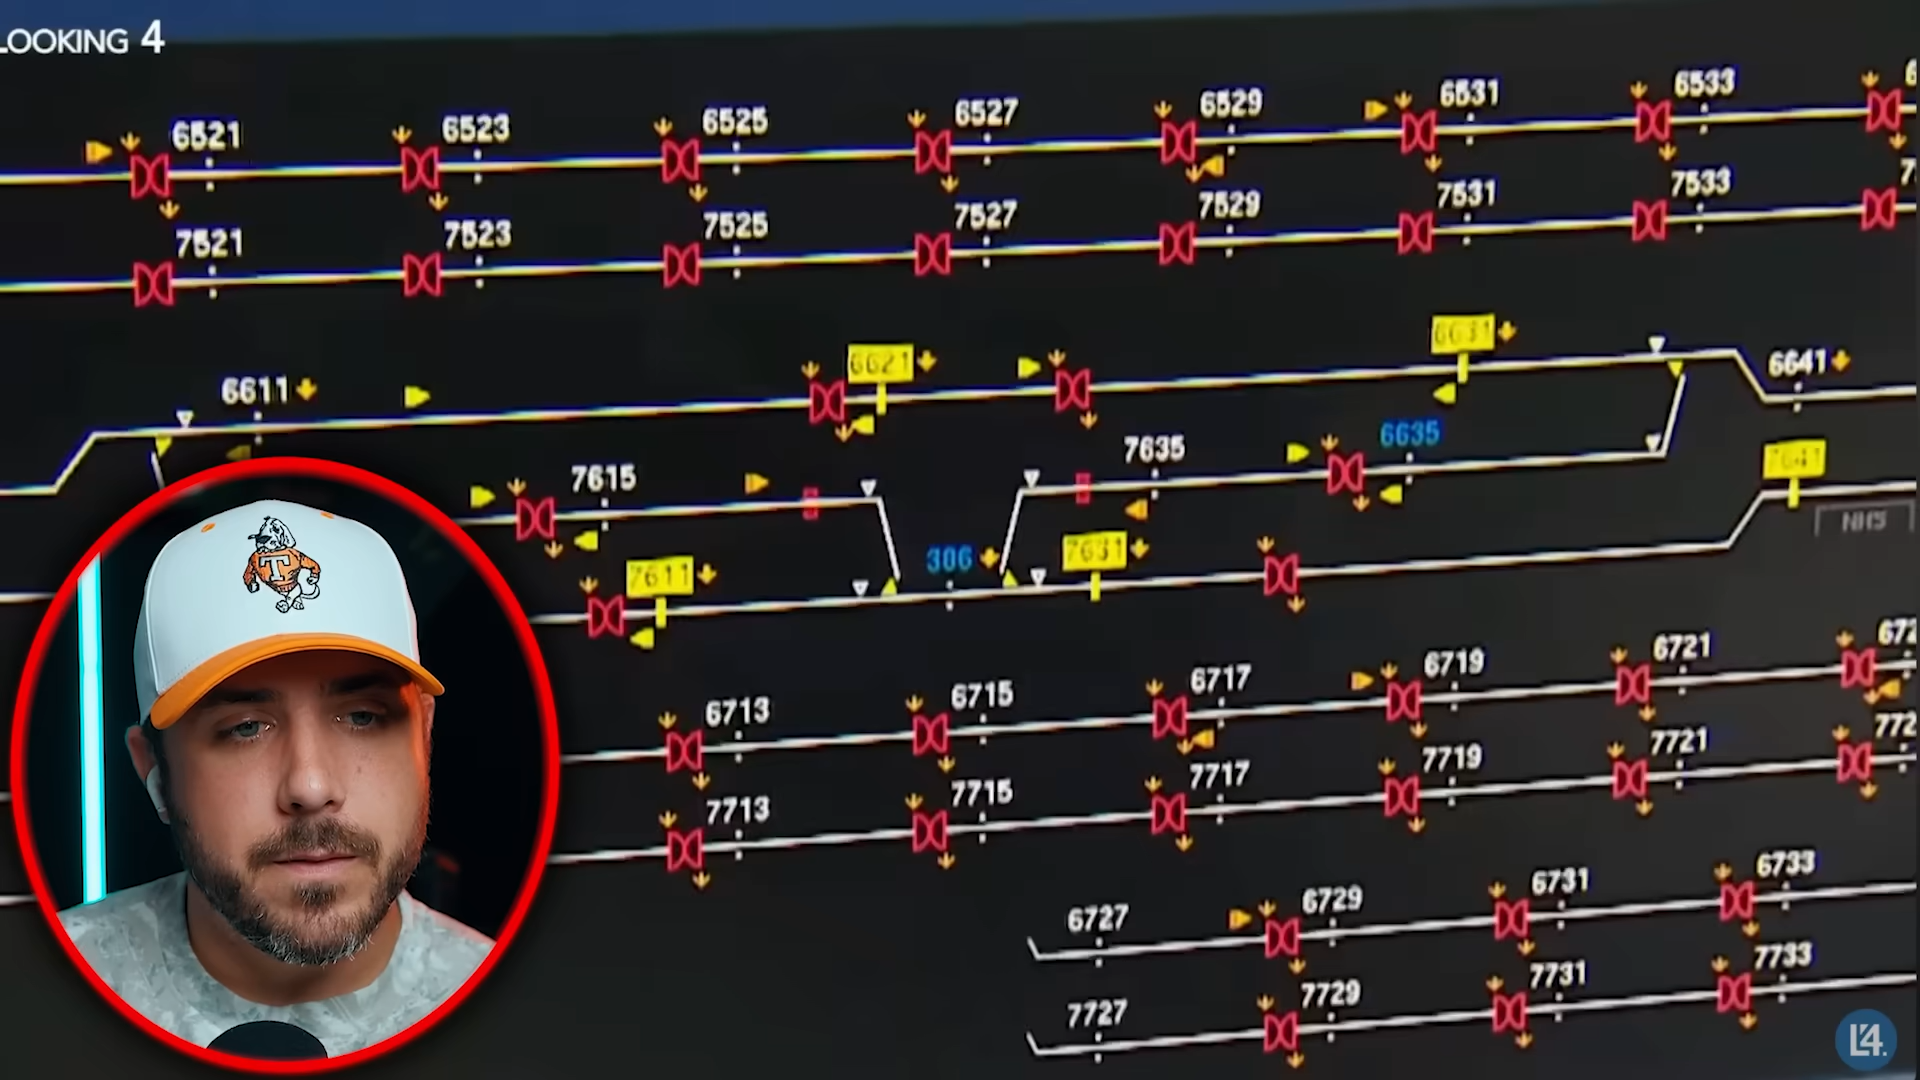 LOOKING 4
6521 6523 6525 6527 6529 6531 6533
7521 7523 7525 7527 7529 7531 7533
6611 6621 6631 6641
7615 7635 6635
7611 306 7631 7641
NHS
6713 6715 6717 6719 6721
7713 7715 7717 7719 7721
6727 6729 6731 6733
7727 7729 7731 7733
T
L4.